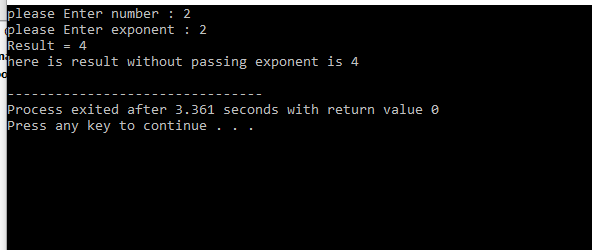 please Enter number : 2
please Enter exponent : 2
Result = 4
here is result without passing exponent is 4
--------------------------------
Process exited after 3.361 seconds with return value 0
Press any key to continue . . .